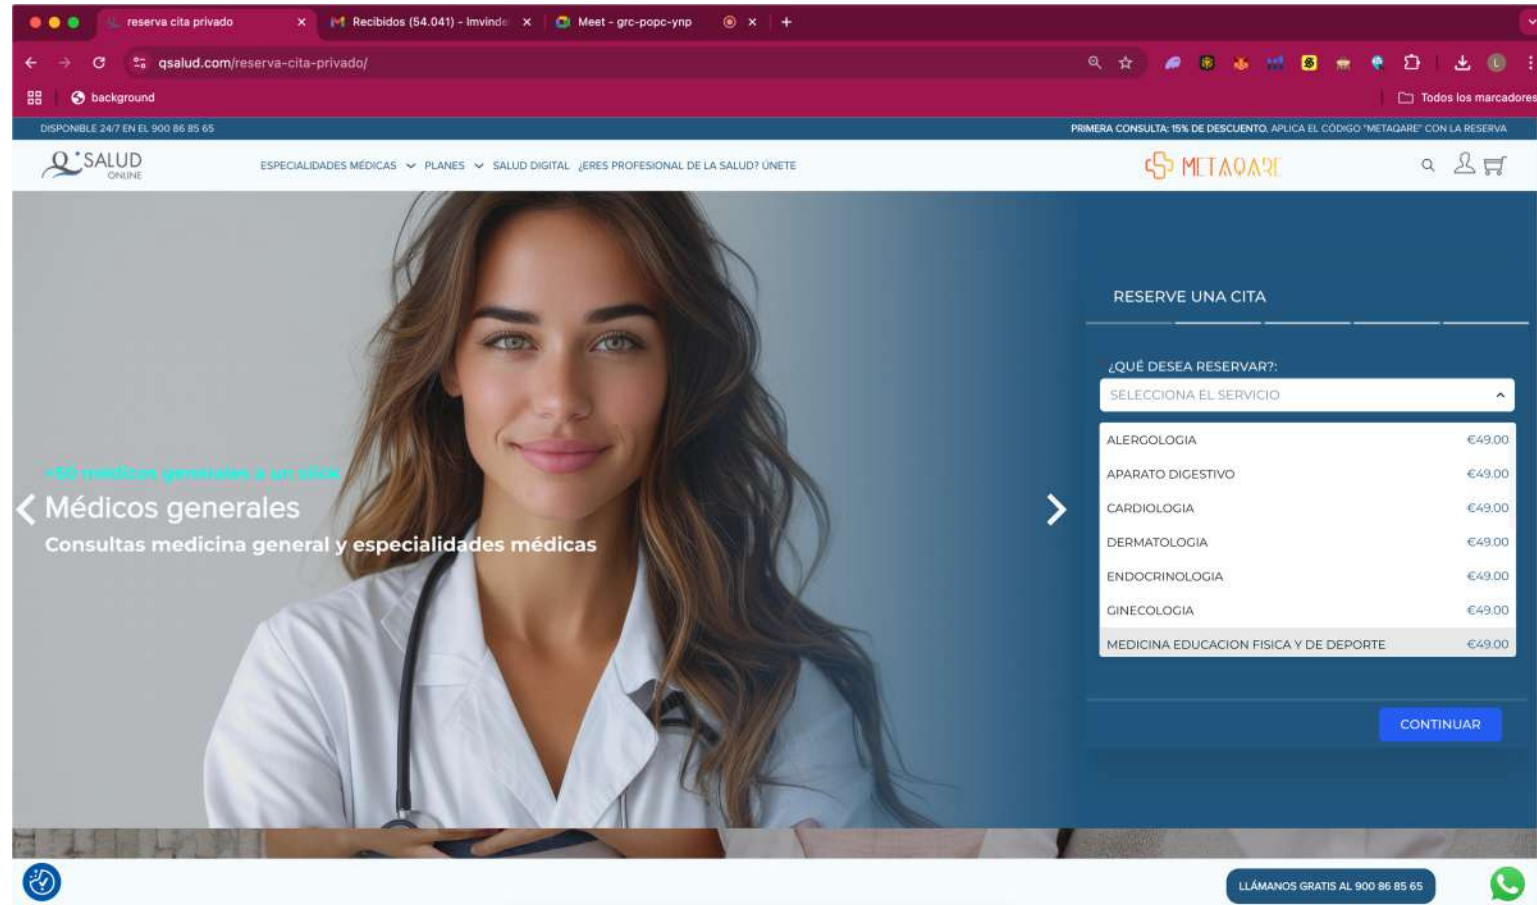 reserva cita privado
Recibidos (54.041) - lmvinde
Meet - grc-popc-ynp
qsalud.com/reserva-cita-privado/
background
Todos los marcadores
DISPONIBLE 24/7 EN EL 900 86 85 65
PRIMERA CONSULTA: 15% DE DESCUENTO. APLICA EL CÓDIGO "METAQARE" CON LA RESERVA
Q SALUD
ONLINE
ESPECIALIDADES MÉDICAS PLANES SALUD DIGITAL ¿ERES PROFESIONAL DE LA SALUD? ÚNETE
METAQARE
RESERVE UNA CITA
¿QUÉ DESEA RESERVAR?:
SELECCIONA EL SERVICIO
ALERGOLOGIA €49.00
APARATO DIGESTIVO €49.00
CARDIOLOGIA €49.00
DERMATOLOGIA €49.00
ENDOCRINOLOGIA €49.00
GINECOLOGIA €49.00
MEDICINA EDUCACION FISICA Y DE DEPORTE €49.00
CONTINUAR
+50 médicos generales a un click
Médicos generales
Consultas medicina general y especialidades médicas
LLÁMANOS GRATIS AL 900 86 85 65